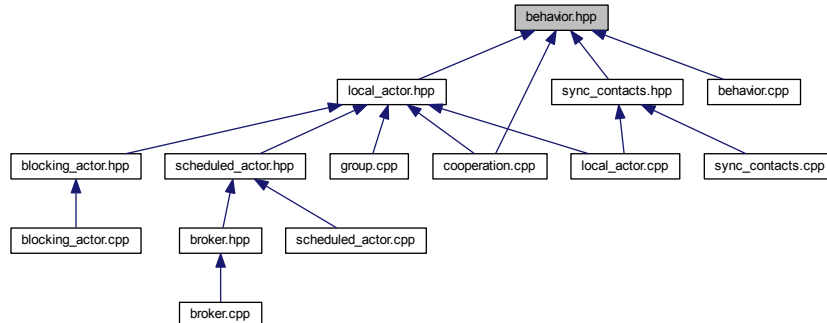 behavior.hpp
local_actor.hpp
sync_contacts.hpp
behavior.cpp
blocking_actor.hpp
scheduled_actor.hpp
group.cpp
cooperation.cpp
local_actor.cpp
sync_contacts.cpp
blocking_actor.cpp
broker.hpp
scheduled_actor.cpp
broker.cpp